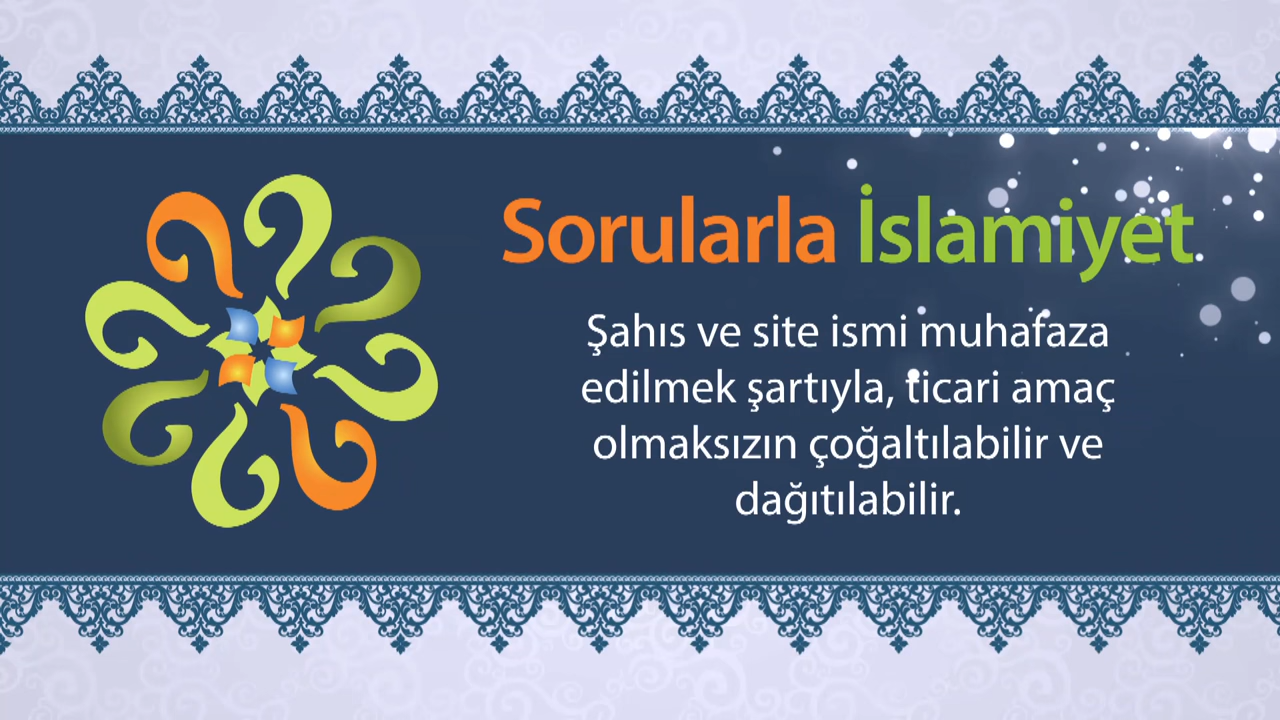 Sorularla İslamiyet
Şahıs ve site ismi muhafaza
edilmek şartıyla, ticari amaç
olmaksızın çoğaltılabilir ve
dağıtılabilir.